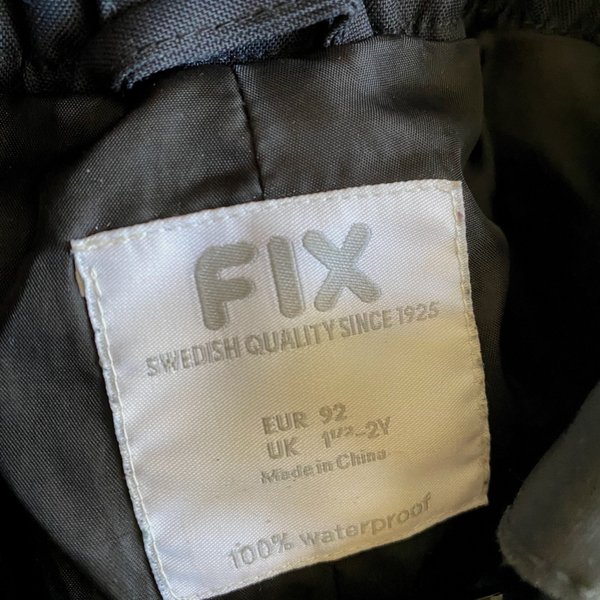 FIX
SWEDISH QUALITY SINCE 1925
EUR 92
UK 1½-2Y
Made in China
100% waterproof